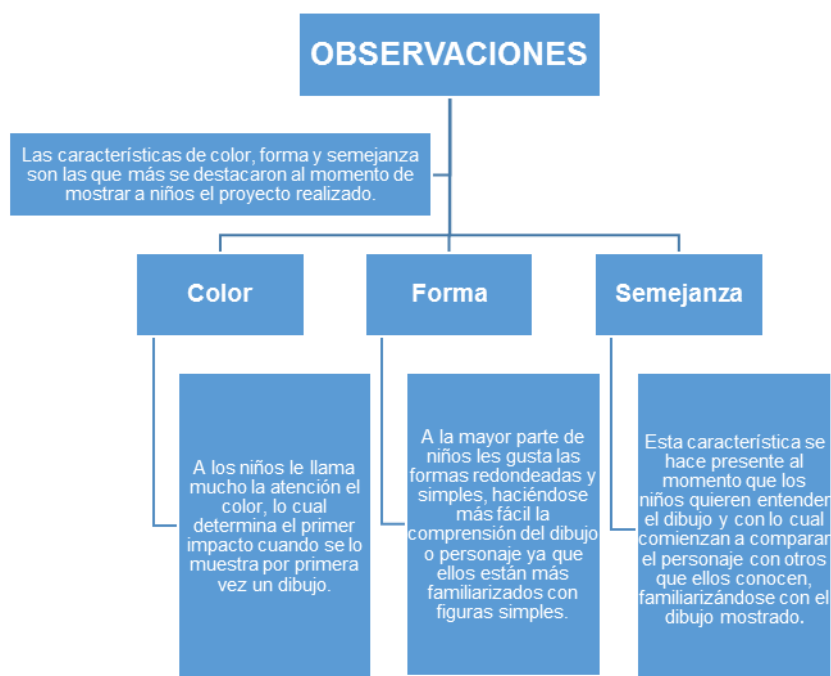 OBSERVACIONES
Las características de color, forma y semejanza
son las que más se destacaron al momento de
mostrar a niños el proyecto realizado.
Color
Forma
Semejanza
A los niños le llama
mucho la atención el
color, lo cual
determina el primer
impacto cuando se lo
muestra por primera
vez un dibujo.
A la mayor parte de
niños les gusta las
formas redondeadas y
simples, haciéndose
más fácil la
comprensión del dibujo
o personaje ya que
ellos están más
familiarizados con
figuras simples.
Esta característica se
hace presente al
momento que los
niños quieren entender
el dibujo y con lo cual
comienzan a comparar
el personaje con otros
que ellos conocen,
familiarizándose con el
dibujo mostrado.